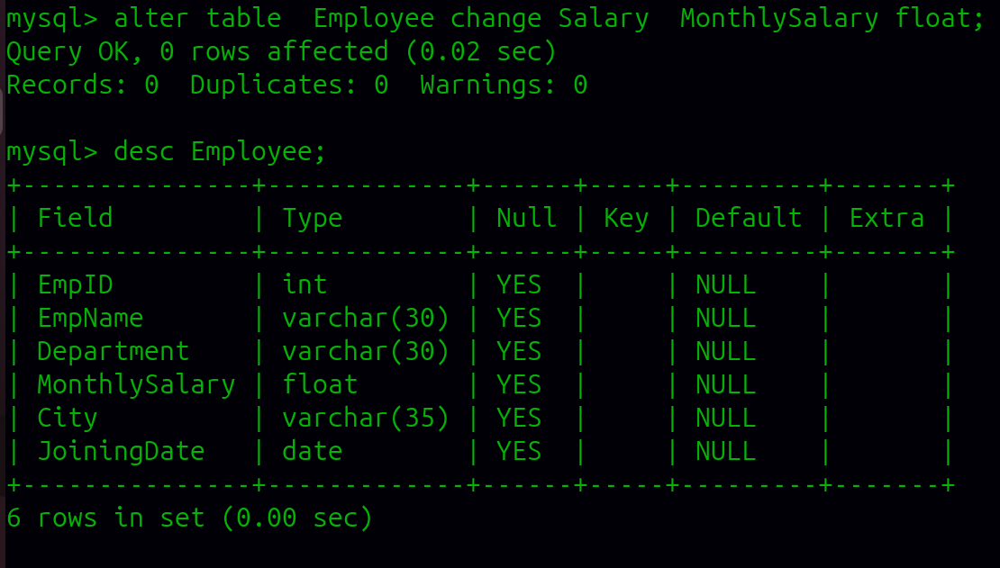 mysql> alter table  Employee change Salary  MonthlySalary float;
Query OK, 0 rows affected (0.02 sec)
Records: 0  Duplicates: 0  Warnings: 0
mysql> desc Employee;
+---------------+-------------+------+-----+---------+-------+
| Field         | Type        | Null | Key | Default | Extra |
+---------------+-------------+------+-----+---------+-------+
| EmpID         | int         | YES  |     | NULL    |       |
| EmpName       | varchar(30) | YES  |     | NULL    |       |
| Department    | varchar(30) | YES  |     | NULL    |       |
| MonthlySalary | float       | YES  |     | NULL    |       |
| City          | varchar(35) | YES  |     | NULL    |       |
| JoiningDate   | date        | YES  |     | NULL    |       |
+---------------+-------------+------+-----+---------+-------+
6 rows in set (0.00 sec)